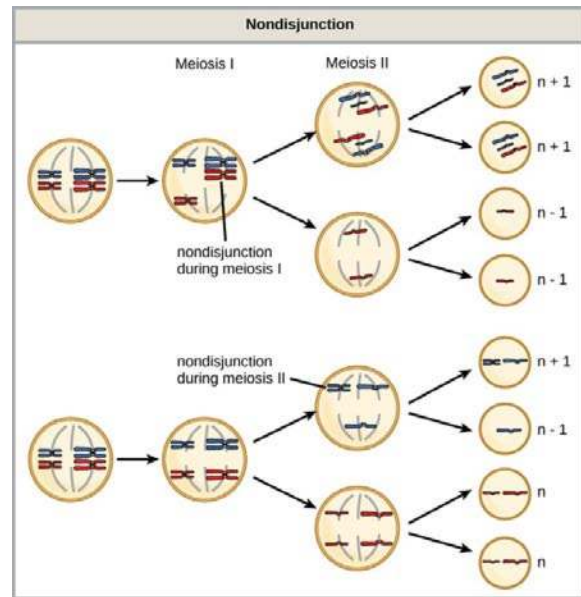 Nondisjunction
Meiosis I
Meiosis II
n + 1
n + 1
n - 1
n - 1
nondisjunction
during meiosis I
nondisjunction
during meiosis II
n + 1
n - 1
n
n